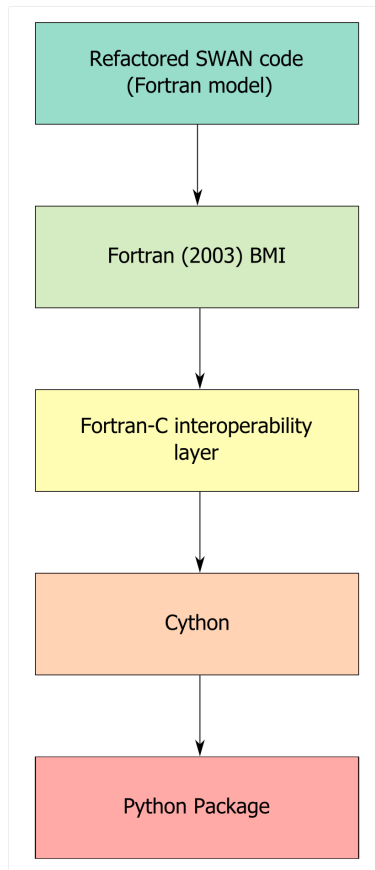 Refactored SWAN code
(Fortran model)
Fortran (2003) BMI
Fortran-C interoperability
layer
Cython
Python Package